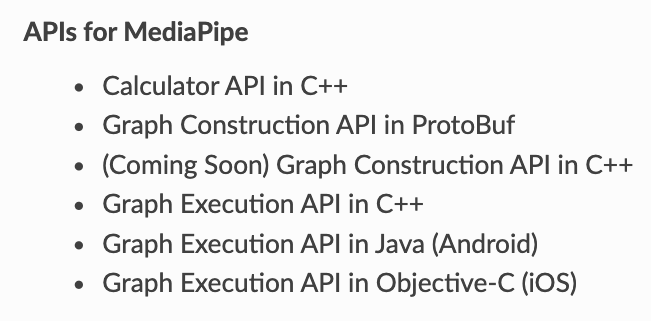 APIs for MediaPipe
• Calculator API in C++
• Graph Construction API in ProtoBuf
• (Coming Soon) Graph Construction API in C++
• Graph Execution API in C++
• Graph Execution API in Java (Android)
• Graph Execution API in Objective-C (iOS)